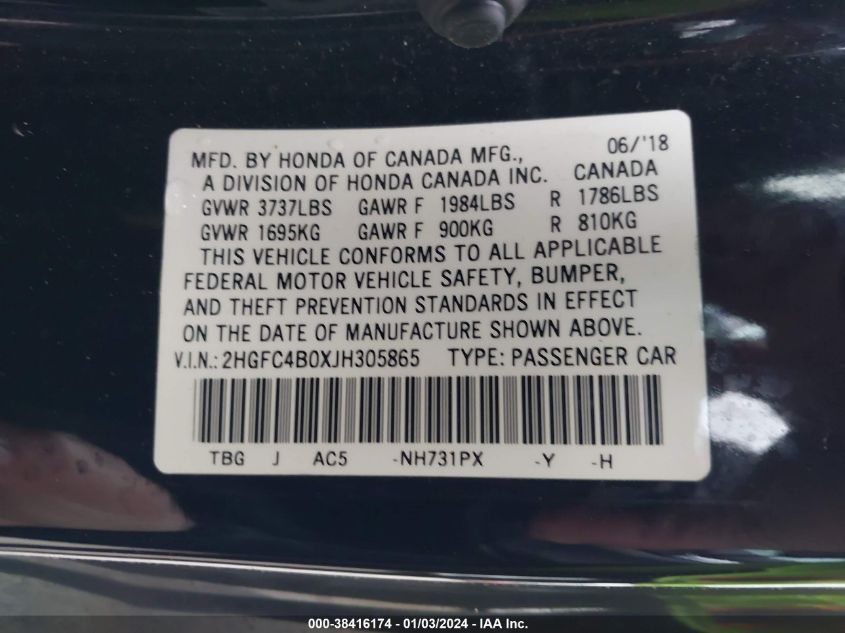 06/'18
MFD. BY HONDA OF CANADA MFG.,
A DIVISION OF HONDA CANADA INC. CANADA
GVWR 3737LBS GAWR F 1984LBS R 1786LBS
GVWR 1695KG GAWR F 900KG R 810KG
THIS VEHICLE CONFORMS TO ALL APPLICABLE
FEDERAL MOTOR VEHICLE SAFETY, BUMPER,
AND THEFT PREVENTION STANDARDS IN EFFECT
ON THE DATE OF MANUFACTURE SHOWN ABOVE.
V.I.N.: 2HGFC4B0XJH305865 TYPE: PASSENGER CAR
TBG J AC5 -NH731PX -Y -H
000-38416174 - 01/03/2024 - IAA Inc.